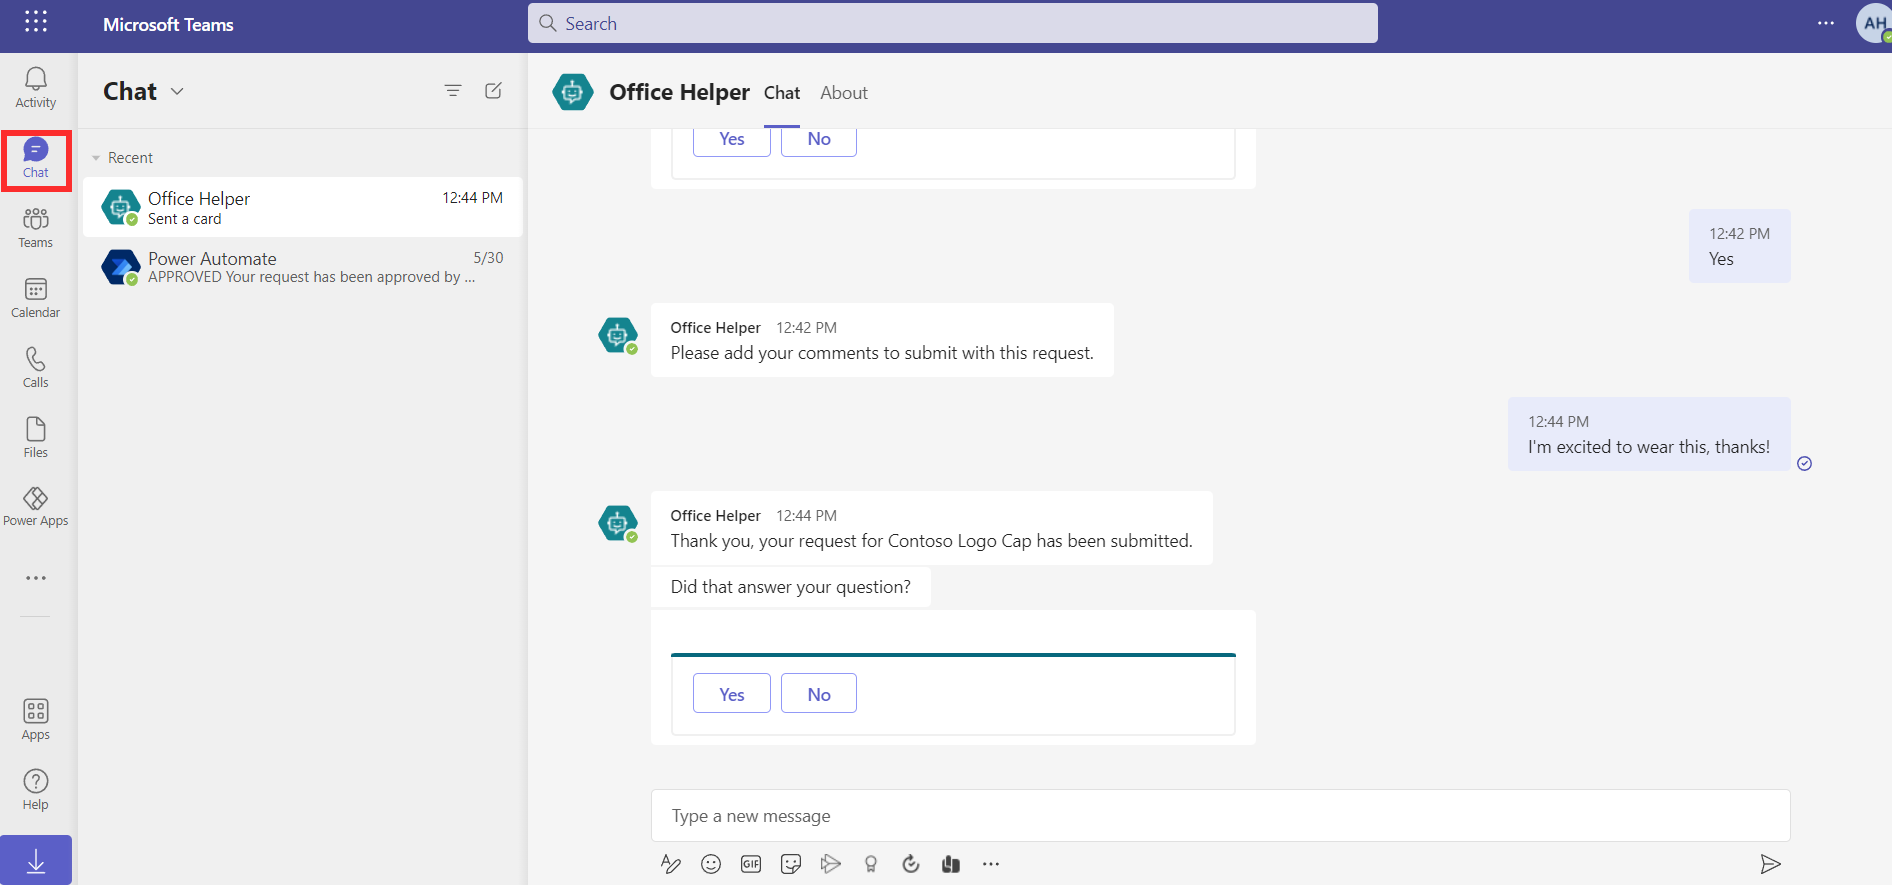 Microsoft Teams
Search
AH
Activity
Chat
Teams
Calendar
Calls
Files
Power Apps
Apps
Help
Chat
Recent
Office Helper 12:44 PM
Sent a card
Power Automate 5/30
APPROVED Your request has been approved by ...
Office Helper Chat About
Yes No
12:42 PM
Yes
Office Helper 12:42 PM
Please add your comments to submit with this request.
12:44 PM
I'm excited to wear this, thanks!
Office Helper 12:44 PM
Thank you, your request for Contoso Logo Cap has been submitted.
Did that answer your question?
Yes No
Type a new message
GIF